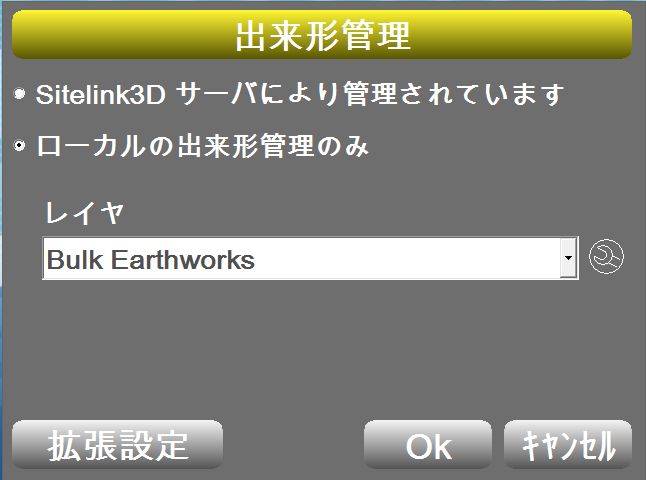 出来形管理
Sitelink3D サーバにより管理されています
ローカルの出来形管理のみ
レイヤ
Bulk Earthworks
拡張設定
Ok
ｷｬﾝｾﾙ